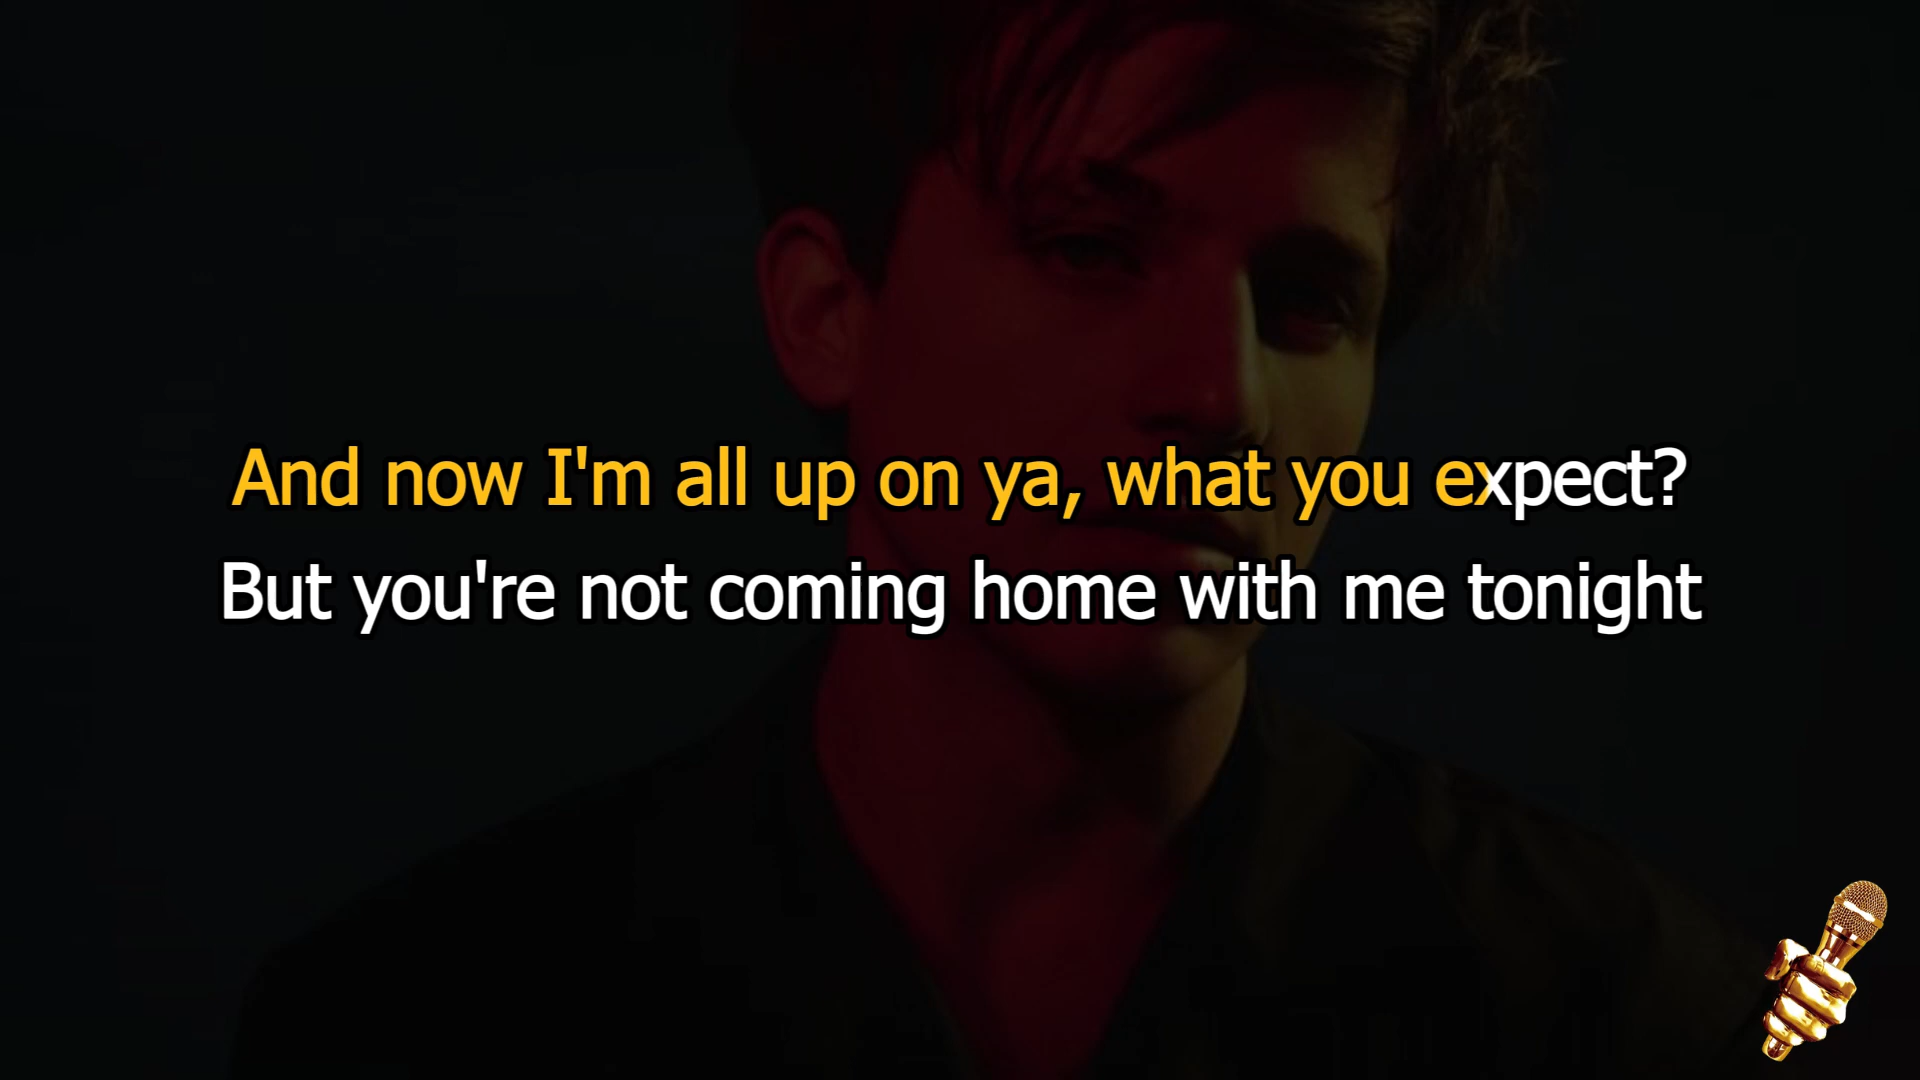 And now I'm all up on ya, what you expect?
But you're not coming home with me tonight